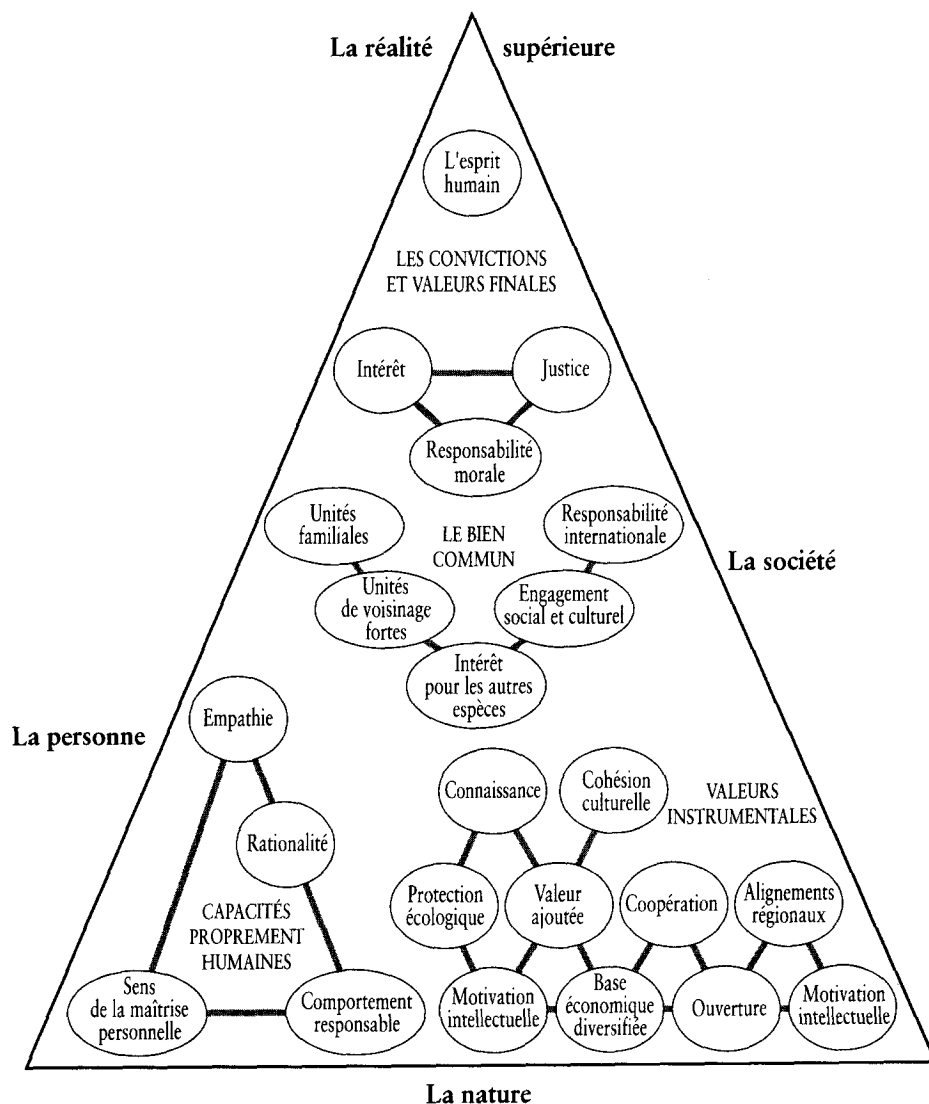 La réalité supérieure
L'esprit
humain
LES CONVICTIONS
ET VALEURS FINALES
Intérêt
Justice
Responsabilité
morale
Unités
familiales
LE BIEN
COMMUN
Responsabilité
internationale
La société
Unités
de voisinage
fortes
Engagement
social et culturel
Intérêt
pour les autres
espèces
La personne
Empathie
Rationalité
CAPACITÉS
PROPREMENT
HUMAINES
Sens
de la maîtrise
personnelle
Comportement
responsable
Connaissance
Cohésion
culturelle
VALEURS
INSTRUMENTALES
Protection
écologique
Valeur
ajoutée
Coopération
Alignements
régionaux
Motivation
intellectuelle
Base
économique
diversifiée
Ouverture
Motivation
intellectuelle
La nature